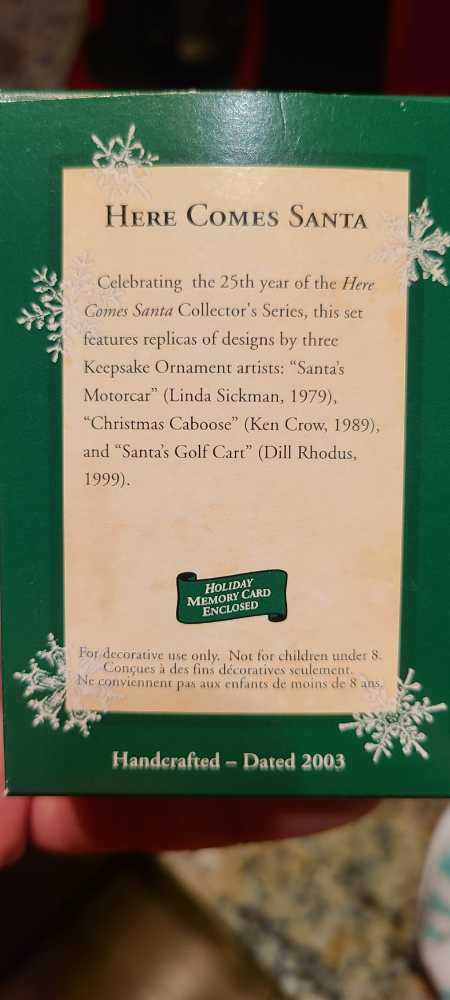 HERE COMES SANTA
Celebrating the 25th year of the Here
Comes Santa Collector's Series, this set
features replicas of designs by three
Keepsake Ornament artists: “Santa's
Motorcar” (Linda Sickman, 1979),
“Christmas Caboose” (Ken Crow, 1989),
and “Santa's Golf Cart” (Dill Rhodus,
1999).
HOLIDAY
MEMORY CARD
ENCLOSED
For decorative use only. Not for children under 8.
Conçues à des fins décoratives seulement.
Ne conviennent pas aux enfants de moins de 8 ans.
Handcrafted – Dated 2003